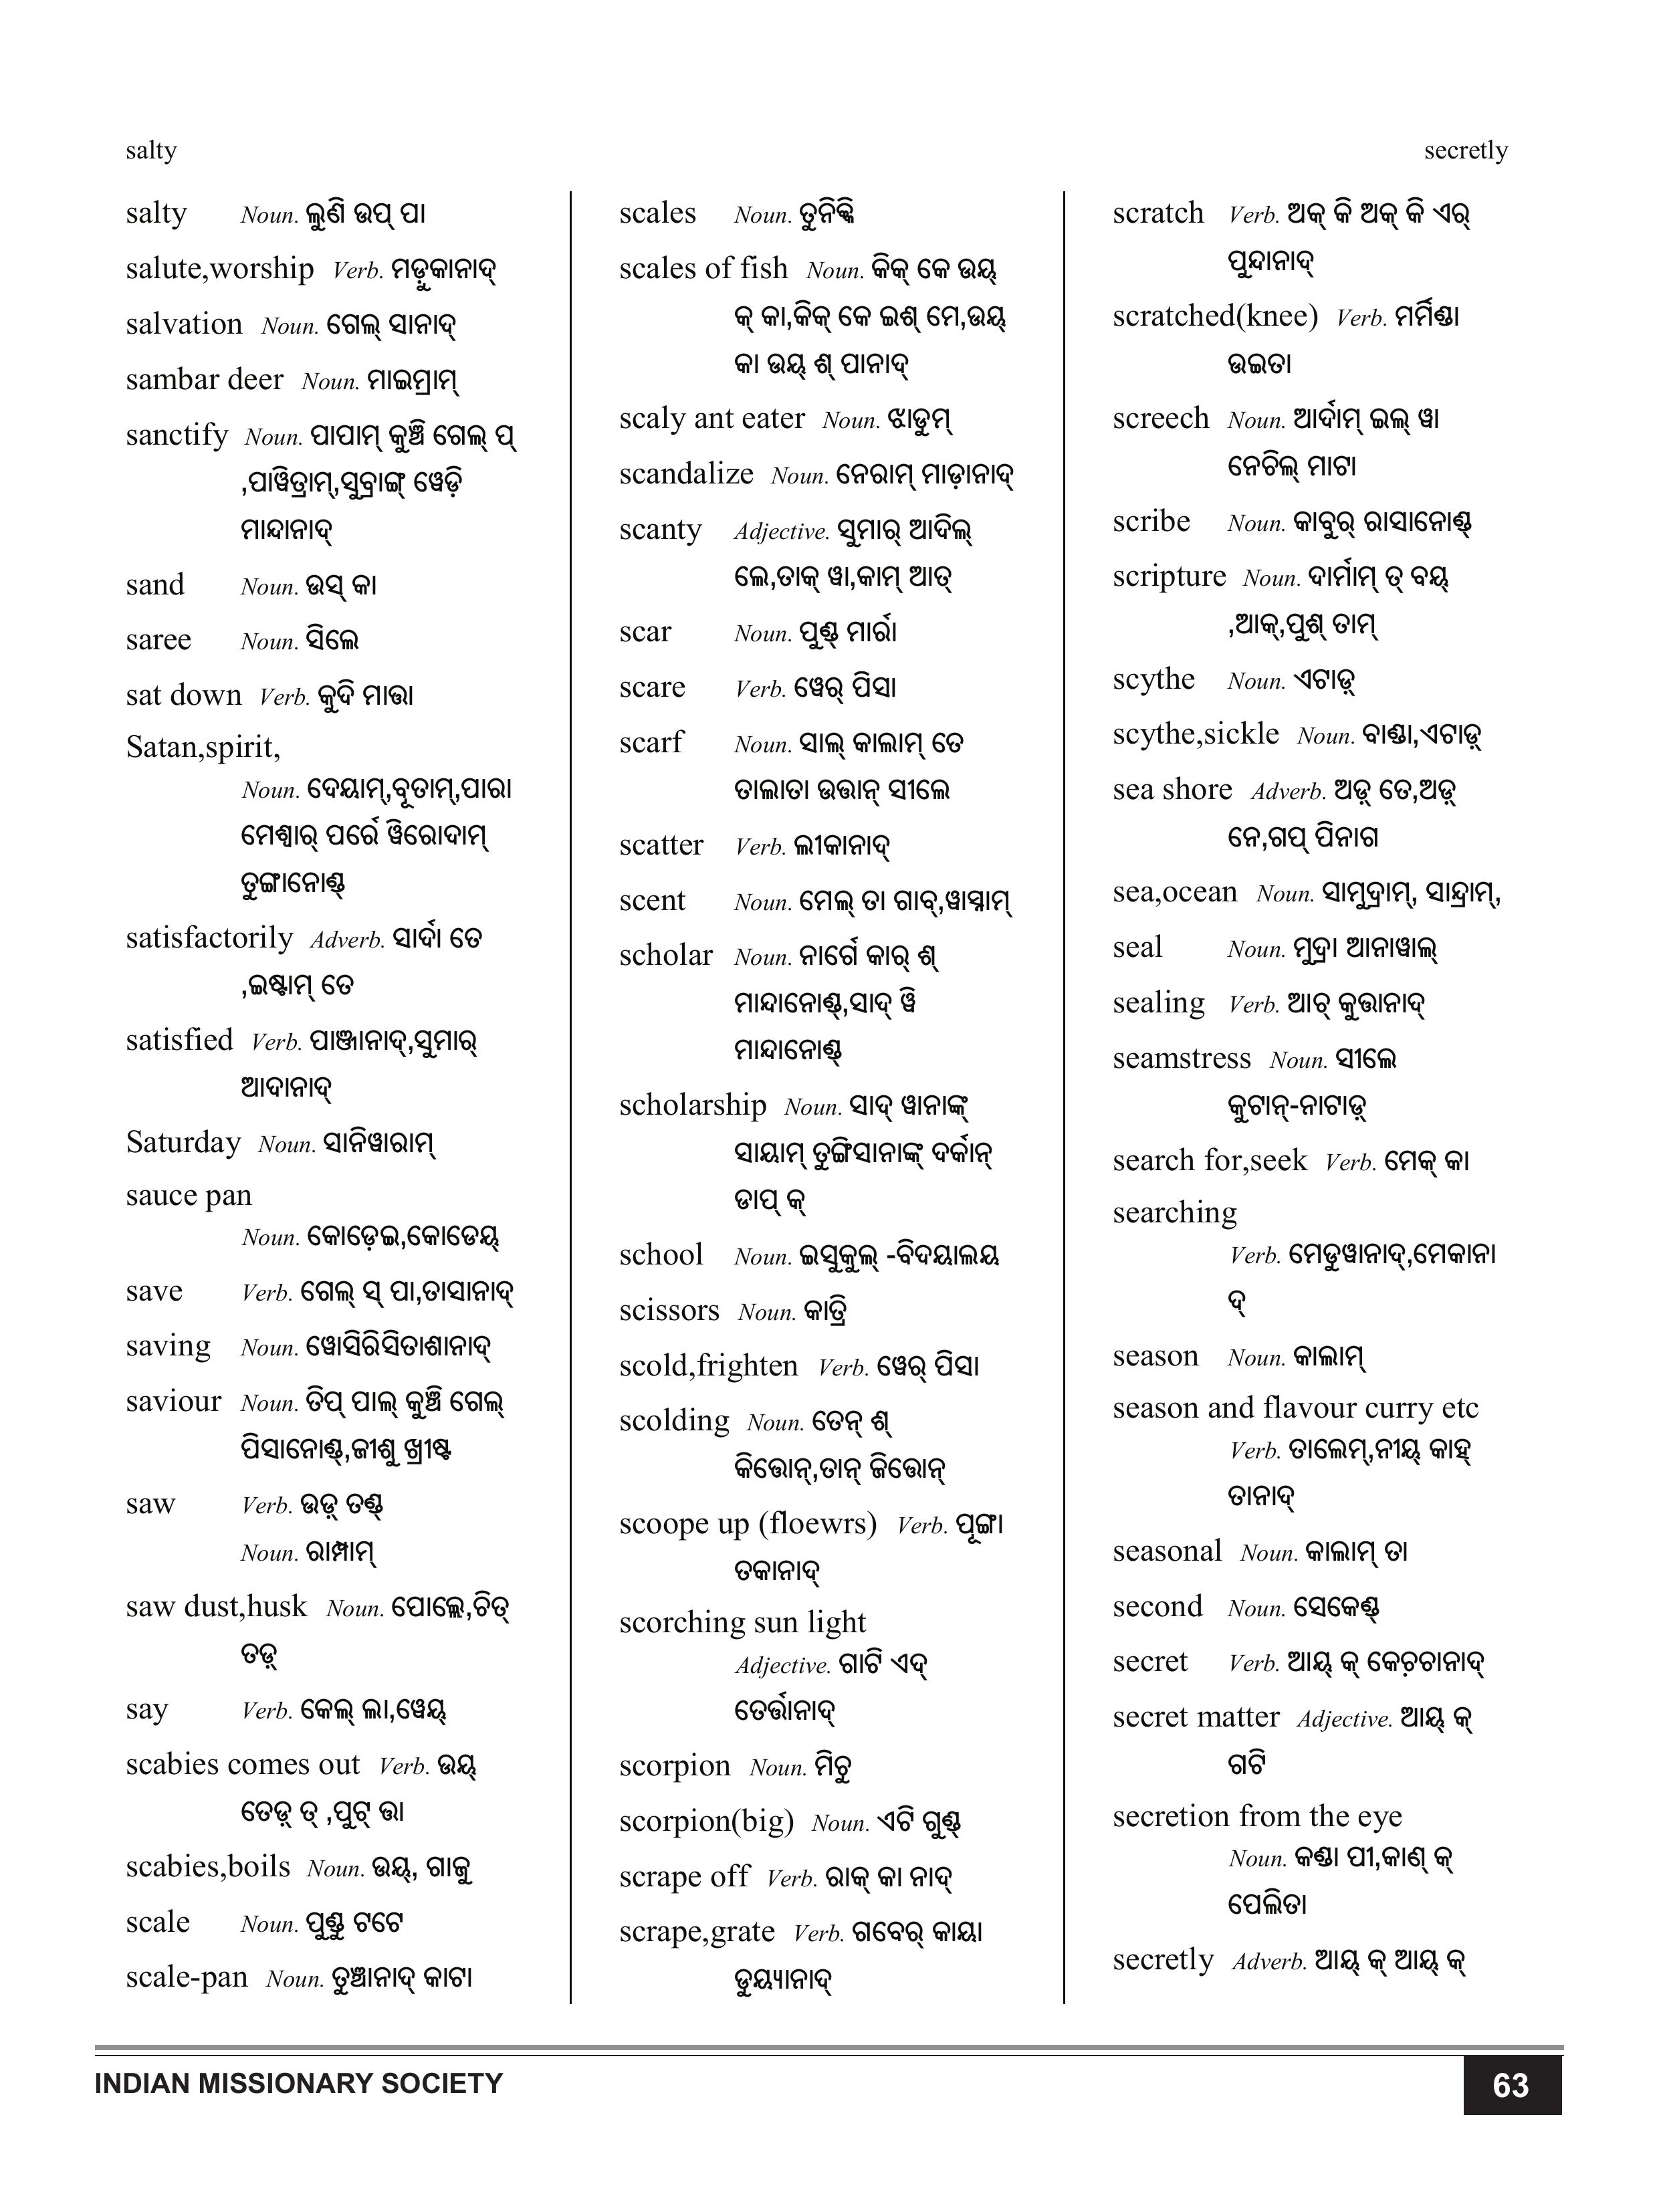 salty
secretly
salty Noun. ଲୁଣି ଉପ୍ ପା
salute,worship Verb. ମଡ଼ୁକାନାଦ୍
salvation Noun. ଗେଲ୍ ସାନାଦ୍
sambar deer Noun. ମାଇମ୍ରାମ୍
sanctify Noun. ପାପାମ୍ କୁଞ୍ଚି ଗେଲ୍ ପ୍
,ପାୱିତ୍ରାମ୍,ସୁବ୍ରାଙ୍ଗ୍ ୱେଡ଼ି
ମାନ୍ଦାନାଦ୍
sand Noun. ଉସ୍ କା
saree Noun. ସିଲେ
sat down Verb. କୁଦି ମାତ୍ତା
Satan,spirit,
Noun. ଦେୟାମ୍,ବୂତାମ୍,ପାରା
ମେଶ୍ୱାର୍ ପର୍ରେ ୱିରୋଦାମ୍
ତୁଙ୍ଗାନୋଣ୍ଡ୍
satisfactorily Adverb. ସାର୍ଦା ତେ
,ଇଷ୍ଟାମ୍ ତେ
satisfied Verb. ପାଞ୍ଜାନାଦ୍,ସୁମାର୍
ଆଦାନାଦ୍
Saturday Noun. ସାନିୱାରାମ୍
sauce pan
Noun. କୋଡ଼େଇ,କୋଡେୟ୍
save Verb. ଗେଲ୍ ସ୍ ପା,ତାସାନାଦ୍
saving Noun. ୱୋସିରିସିତାଶାନାଦ୍
saviour Noun. ତିପ୍ ପାଲ୍ କୁଞ୍ଚି ଗେଲ୍
ପିସାନୋଣ୍ଡ୍,ଜୀଶୁ ଖ୍ରୀଷ୍ଟ
saw Verb. ଉଡ଼୍ ତଣ୍ଡ୍
Noun. ରାମ୍ପାମ୍
saw dust,husk Noun. ପୋଲ୍ଲେ,ଚିତ୍
ତଡ଼୍
say Verb. କେଲ୍ ଲା,ୱେୟ୍
scabies comes out Verb. ଉୟ୍
ତେଡ଼୍ ତ୍ ,ପୁଟ୍ ତ୍ତା
scabies,boils Noun. ଉୟ୍, ଗାକୁ
scale Noun. ପୁଣ୍ଡୁ ଟଟେ
scale-pan Noun. ତୁଞ୍ଚାନାଦ୍ କାଟା
scales Noun. ତୁନିକ୍କି
scales of fish Noun. କିକ୍ କେ ଉୟ୍
କ୍ କା,କିକ୍ କେ ଇଶ୍ ମେ,ଉୟ୍
କା ଉୟ୍ ଶ୍ ପାନାଦ୍
scaly ant eater Noun. ଝାଡୁମ୍
scandalize Noun. ନେରାମ୍ ମାଡ଼ାନାଦ୍
scanty Adjective. ସୁମାର୍ ଆଦିଲ୍
ଲେ,ତାକ୍ ୱା,କାମ୍ ଆତ୍
scar Noun. ପୁଣ୍ଡ୍ ମାର୍ରା
scare Verb. ୱେର୍ ପିସା
scarf Noun. ସାଲ୍ କାଲାମ୍ ତେ
ତାଲାତା ଉତ୍ତାନ୍ ସୀଲେ
scatter Verb. ଲୀକାନାଦ୍
scent Noun. ମେଲ୍ ତା ଗାବ୍,ୱାସ୍ନାମ୍
scholar Noun. ନାର୍ଗେ କାର୍ ଶ୍
ମାନ୍ଦାନୋଣ୍ଡ୍,ସାଦ୍ ୱି
ମାନ୍ଦାନୋଣ୍ଡ୍
scholarship Noun. ସାଦ୍ ୱାନାଙ୍କ୍
ସାୟାମ୍ ତୁଙ୍ଗିସାନାଙ୍କ୍ ଦର୍କାନ୍
ଡାପ୍ କ୍
school Noun. ଇସୁକୁଲ୍ -ବିଦୟାଲୟ
scissors Noun. କାତ୍ରି
scold,frighten Verb. ୱେର୍ ପିସା
scolding Noun. ତେନ୍ ଶ୍
କିତ୍ତୋନ୍,ତାନ୍ ଜିତ୍ତୋନ୍
scoope up (floewrs) Verb. ପୂଙ୍ଗା
ତକାନାଦ୍
scorching sun light
Adjective. ଗାଟି ଏଦ୍
ତେର୍ତ୍ତାନାଦ୍
scorpion Noun. ମିଚୁ
scorpion(big) Noun. ଏଟି ଗୁଣ୍ଡ୍
scrape off Verb. ରାକ୍ କା ନାଦ୍
scrape,grate Verb. ଗବେର୍ କାୟା
ଡୁୟ୍ୟାନାଦ୍
scratch Verb. ଅକ୍ କି ଅକ୍ କି ଏର୍
ପୁନ୍ଦାନାଦ୍
scratched(knee) Verb. ମର୍ମିଣ୍ଡା
ଉଇତା
screech Noun. ଆର୍ଦାମ୍ ଇଲ୍ ୱା
ନେଚିଲ୍ ମାଟା
scribe Noun. କାବୁର୍ ରାସାନୋଣ୍ଡ୍
scripture Noun. ଦାର୍ମାମ୍ ତ୍ ବୟ୍
,ଆକ୍,ପୁଶ୍ ତାମ୍
scythe Noun. ଏଟାଡ଼୍
scythe,sickle Noun. ବାଣ୍ଡା,ଏଟାଡ଼୍
sea shore Adverb. ଅଡ଼୍ ତେ,ଅଡ଼୍
ନେ,ଗପ୍ ପିନାଗ
sea,ocean Noun. ସାମୁଦ୍ରାମ୍, ସାନ୍ଦ୍ରାମ୍,
seal Noun. ମୁଦ୍ରା ଆନାୱାଲ୍
sealing Verb. ଆଚ୍ କୁତ୍ତାନାଦ୍
seamstress Noun. ସୀଲେ
କୁଟାନ୍-ନାଟାଡ଼୍
search for,seek Verb. ମେକ୍ କା
searching
Verb. ମେଡୁୱାନାଦ୍,ମେକାନା
ଦ୍
season Noun. କାଲାମ୍
season and flavour curry etc
Verb. ତାଲେମ୍,ନୀୟ୍ କାହ୍
ତାନାଦ୍
seasonal Noun. କାଲାମ୍ ତା
second Noun. ସେକେଣ୍ଡ୍
secret Verb. ଆୟ୍ କ୍ କେଚ଼ଚାନାଦ୍
secret matter Adjective. ଆୟ୍ କ୍
ଗଟି
secretion from the eye
Noun. କଣ୍ଡା ପୀ,କାଣ୍ କ୍
ପେଲିତା
secretly Adverb. ଆୟ୍ କ୍ ଆୟ୍ କ୍
INDIAN MISSIONARY SOCIETY
63